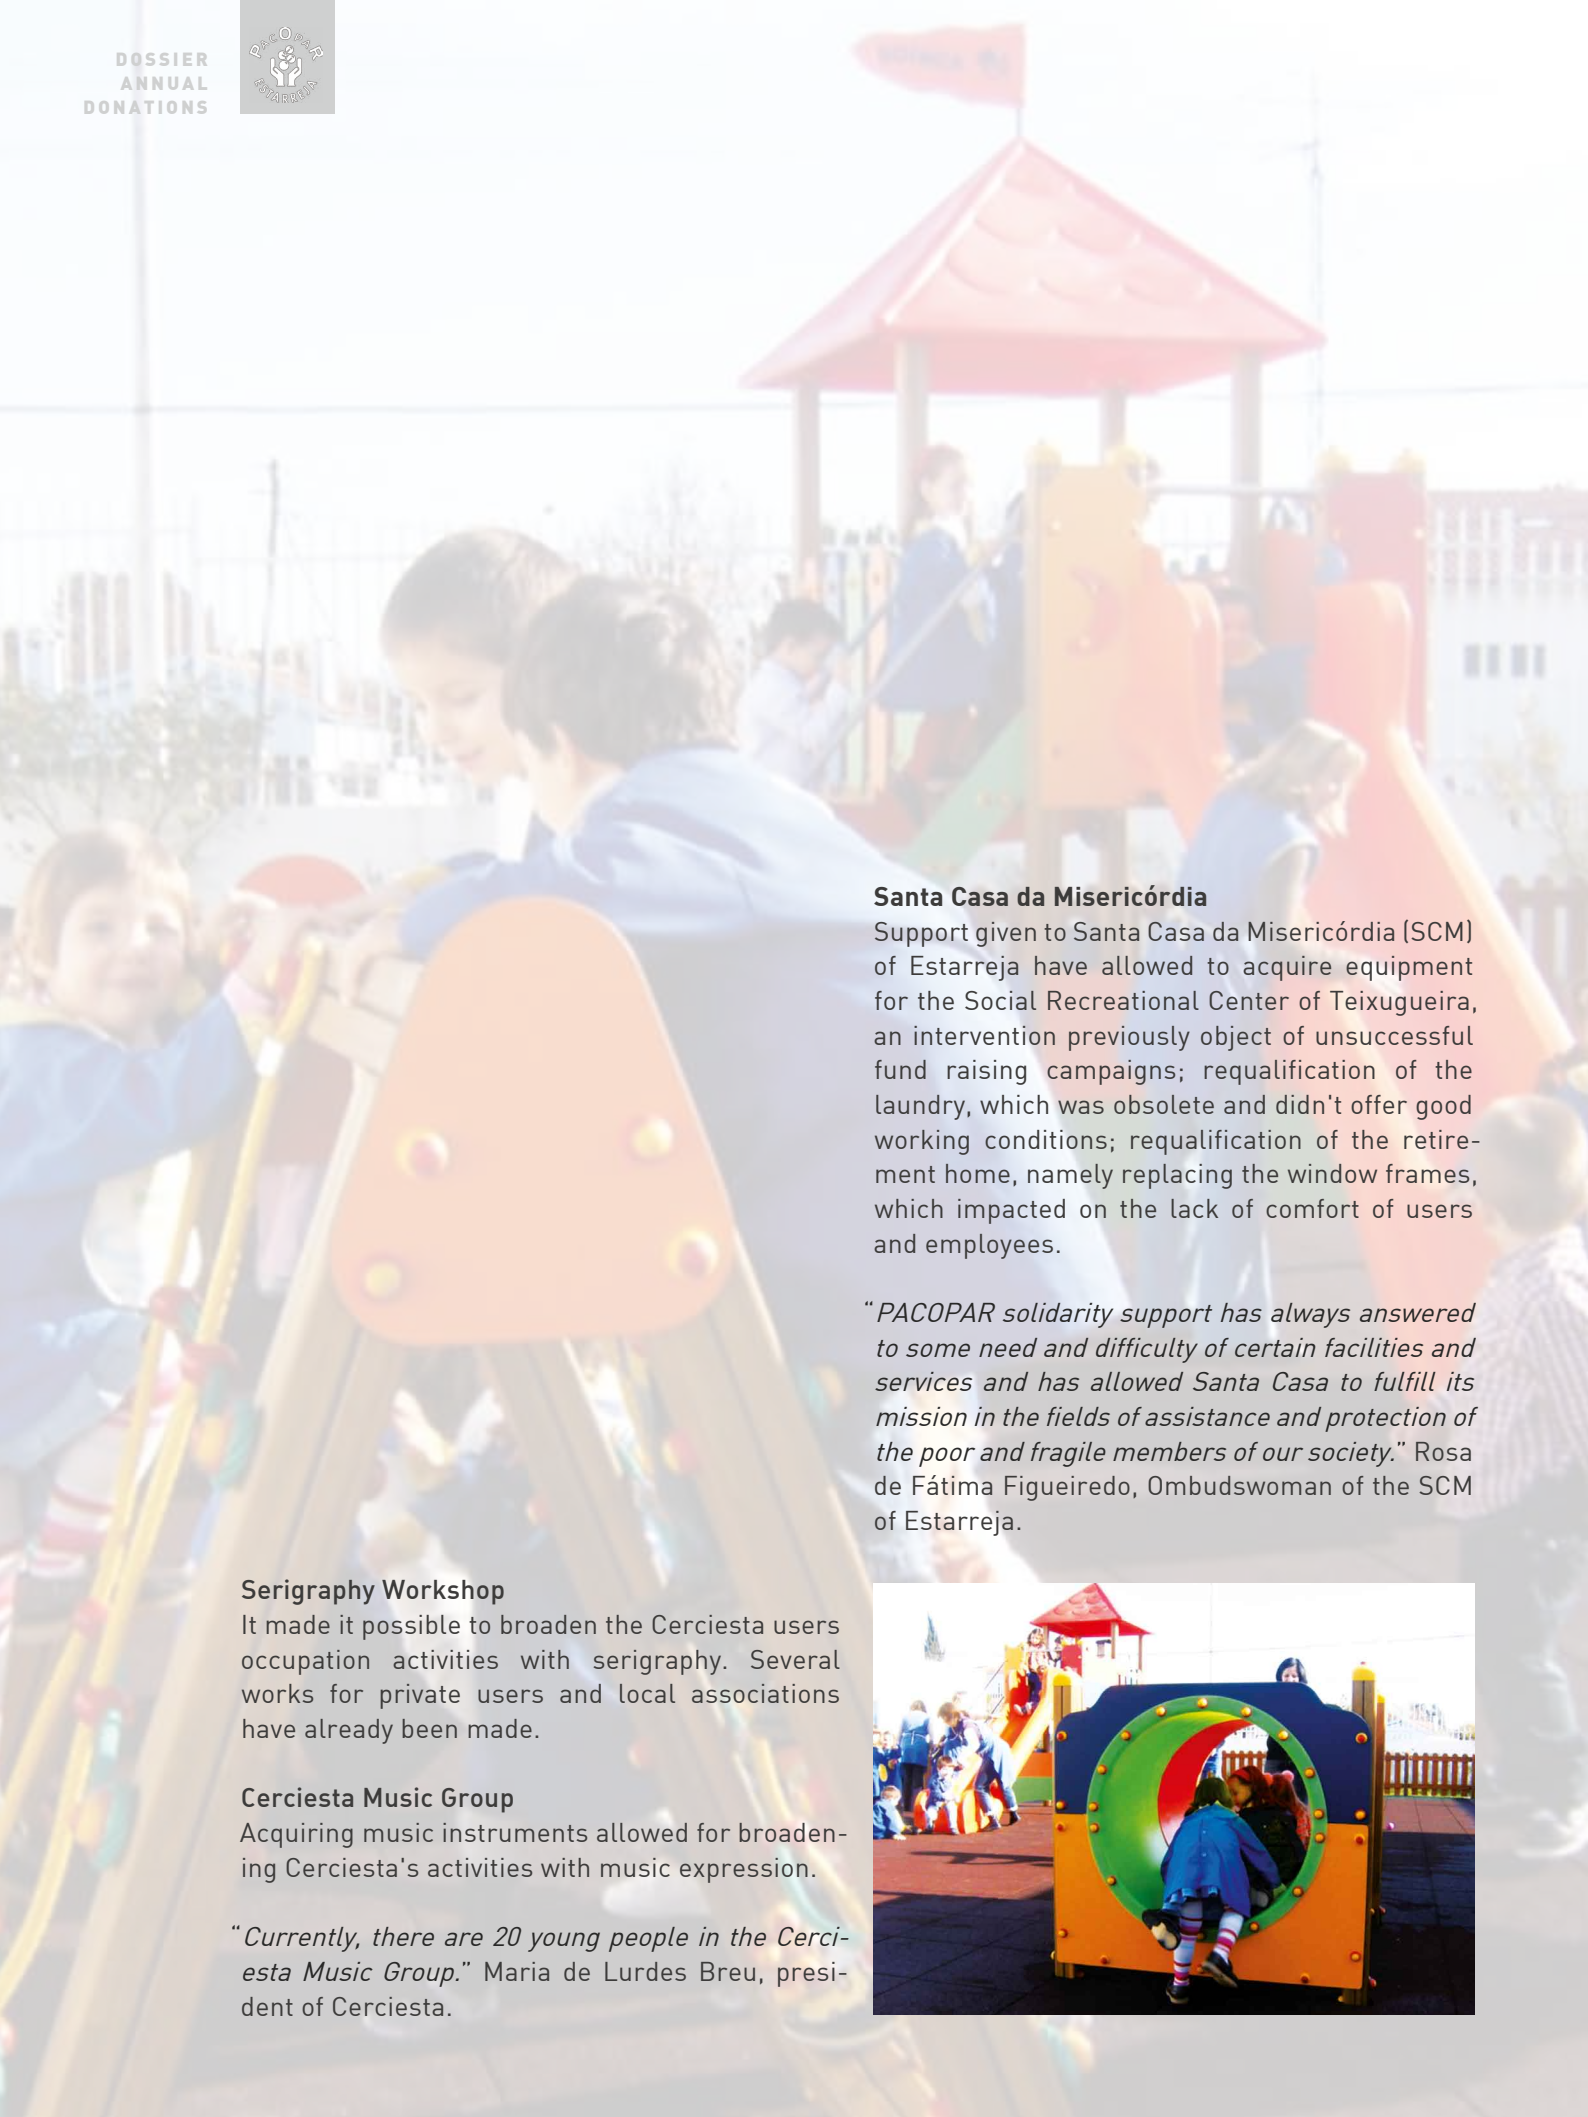 DOSSIER
ANNUAL
DONATIONS
PACOPAR
ESTARREJA
Serigraphy Workshop
It made it possible to broaden the Cerciesta users
occupation activities with serigraphy. Several
works for private users and local associations
have already been made.
Cerciesta Music Group
Acquiring music instruments allowed for broaden-
ing Cerciesta's activities with music expression.
“Currently, there are 20 young people in the Cerci-
esta Music Group.” Maria de Lurdes Breu, presi-
dent of Cerciesta.
Santa Casa da Misericórdia
Support given to Santa Casa da Misericórdia (SCM)
of Estarreja have allowed to acquire equipment
for the Social Recreational Center of Teixugueira,
an intervention previously object of unsuccessful
fund raising campaigns; requalification of the
laundry, which was obsolete and didn't offer good
working conditions; requalification of the retire-
ment home, namely replacing the window frames,
which impacted on the lack of comfort of users
and employees.
“PACOPAR solidarity support has always answered
to some need and difficulty of certain facilities and
services and has allowed Santa Casa to fulfill its
mission in the fields of assistance and protection of
the poor and fragile members of our society.” Rosa
de Fátima Figueiredo, Ombudswoman of the SCM
of Estarreja.